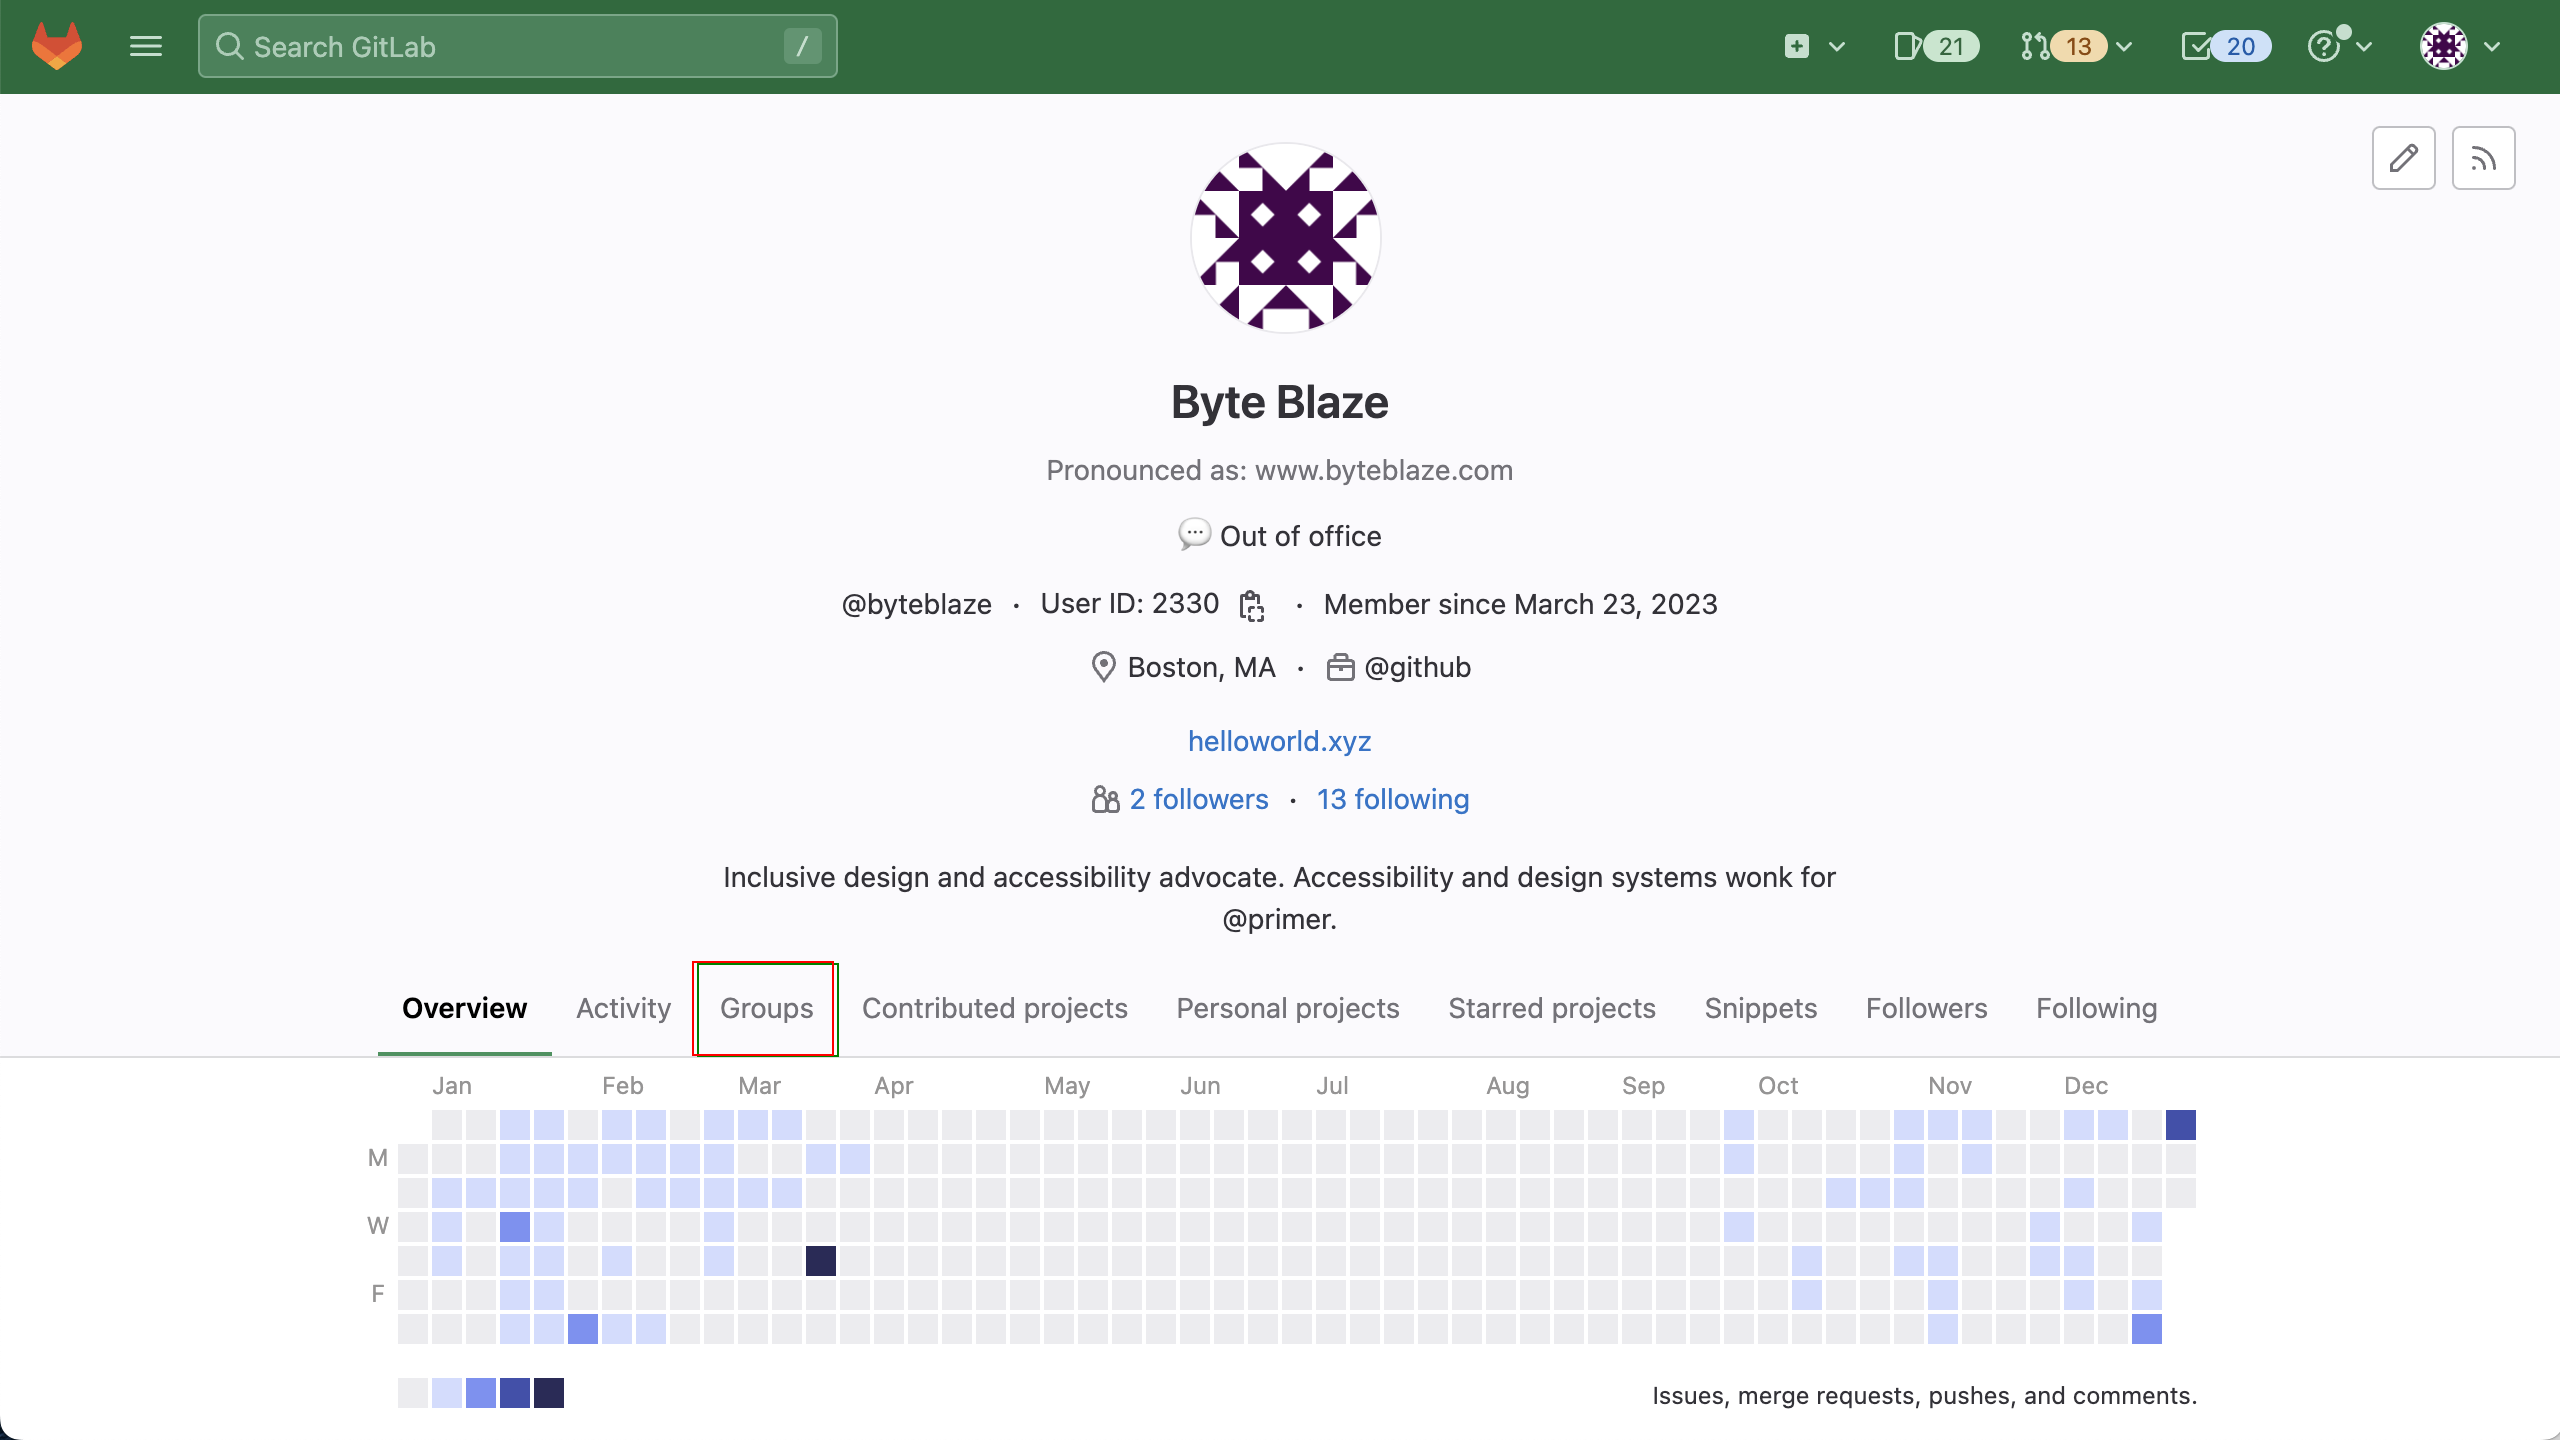 Search GitLab /
21 13 20
Byte Blaze
Pronounced as: www.byteblaze.com
Out of office
@byteblaze · User ID: 2330 · Member since March 23, 2023
Boston, MA · @github
helloworld.xyz
2 followers · 13 following
Inclusive design and accessibility advocate. Accessibility and design systems wonk for
@primer.
Overview Activity Groups Contributed projects Personal projects Starred projects Snippets Followers Following
Jan Feb Mar Apr May Jun Jul Aug Sep Oct Nov Dec
M
W
F
Issues, merge requests, pushes, and comments.